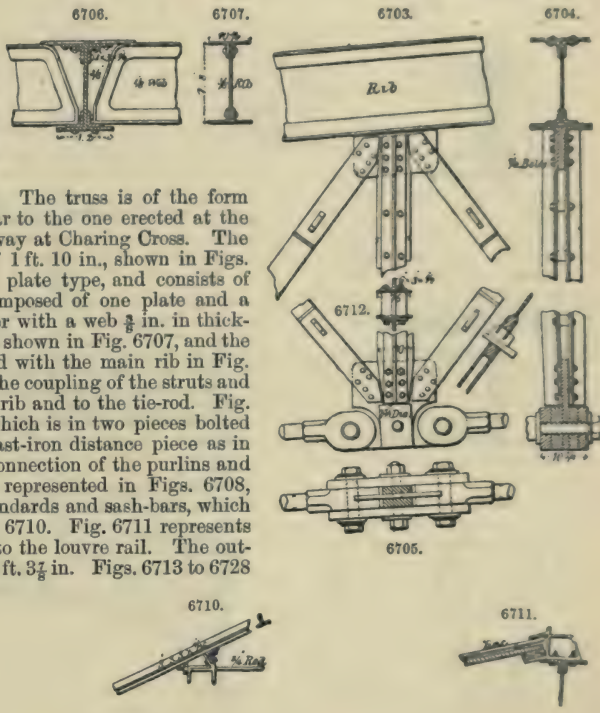 6706.
6707.
6703.
6704.
Rib
The truss is of the form
ar to the one erected at the
way at Charing Cross. The
1 ft. 10 in., shown in Figs.
plate type, and consists of
mposed of one plate and a
r with a web ⅜ in. in thick-
shown in Fig. 6707, and the
d with the main rib in Fig.
he coupling of the struts and
rib and to the tie-rod. Fig.
hich is in two pieces bolted
ast-iron distance piece as in
onnection of the purlins and
represented in Figs. 6708,
ndards and sash-bars, which
6710. Fig. 6711 represents
to the louvre rail. The out-
ft. 3⅞ in. Figs. 6713 to 6728
6712.
6705.
6710.
6711.